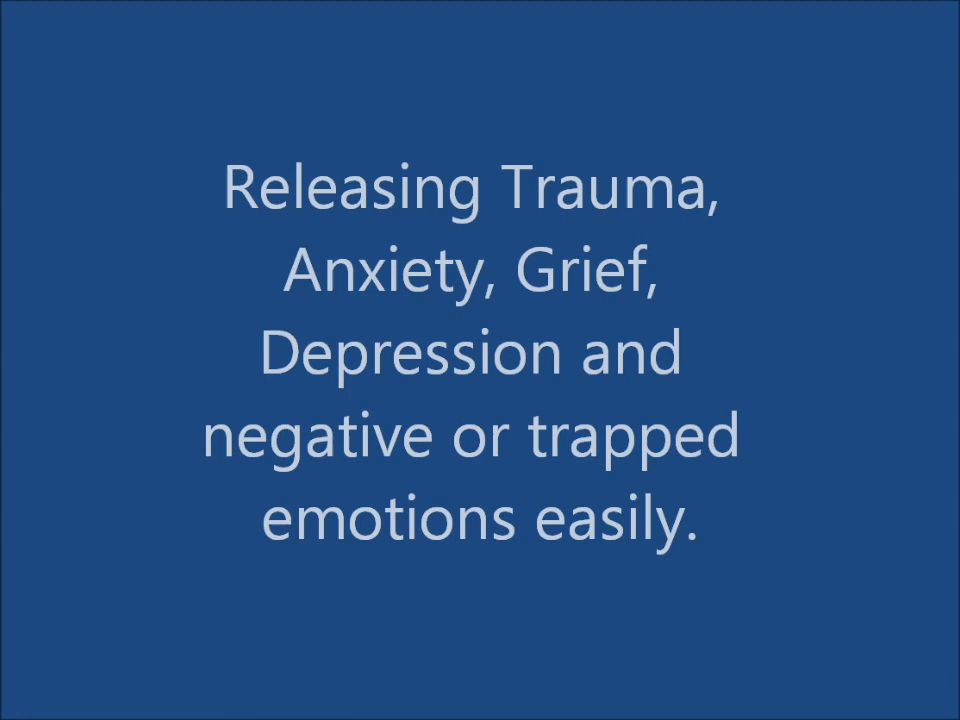 Releasing Trauma,
Anxiety, Grief,
Depression and
negative or trapped
emotions easily.